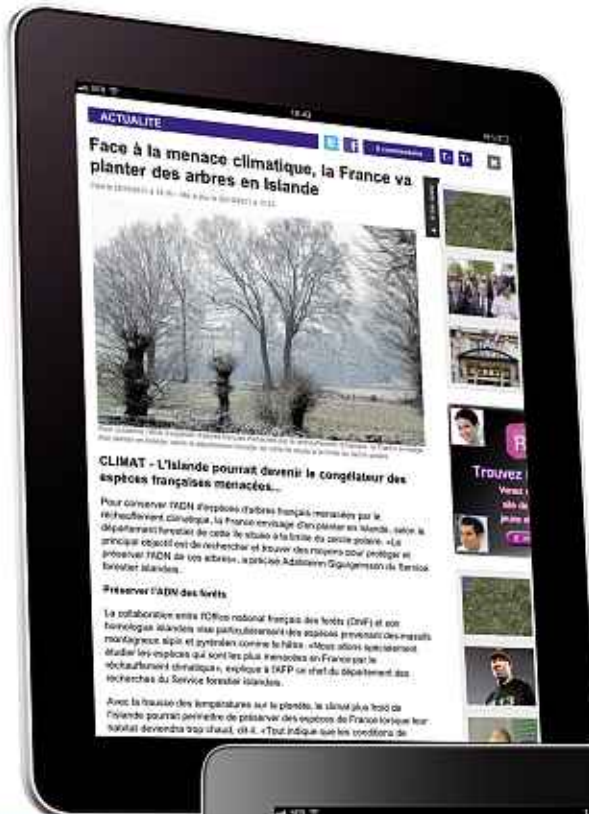 ACTUALITE
Face à la menace climatique, la France va
planter des arbres en Islande
CLIMAT - L'Islande pourrait devenir le congélateur des
espèces françaises menacées...
Pour conserver l'ADN d'espèces d'arbres français menacées par le
réchauffement climatique, la France envisage d'en planter en Islande, selon le
département forestier de cette île située à la limite du cercle polaire. «Le
principal objectif est de rechercher et trouver des moyens pour protéger et
préserver l'ADN de ces arbres», a précisé du Service
forestier islandais.
Préserver l'ADN des forêts
La collaboration entre l'Office national français des forêts (ONF) et son
homologue islandais vise particulièrement des espèces provenant des massifs
montagneux alpin et pyrénéen comme le hêtre. «Nous allons spécialement
étudier les espèces qui sont les plus menacées en France par le
réchauffement climatique», explique à l'AFP ce chef du département des
recherches du Service forestier islandais.
Avec la hausse des températures sur la planète, le climat plus froid de
l'Islande pourrait permettre de préserver des espèces de France lorsque leur
habitat deviendra trop chaud, dit-il. «Tout indique que les conditions de
Trouvez